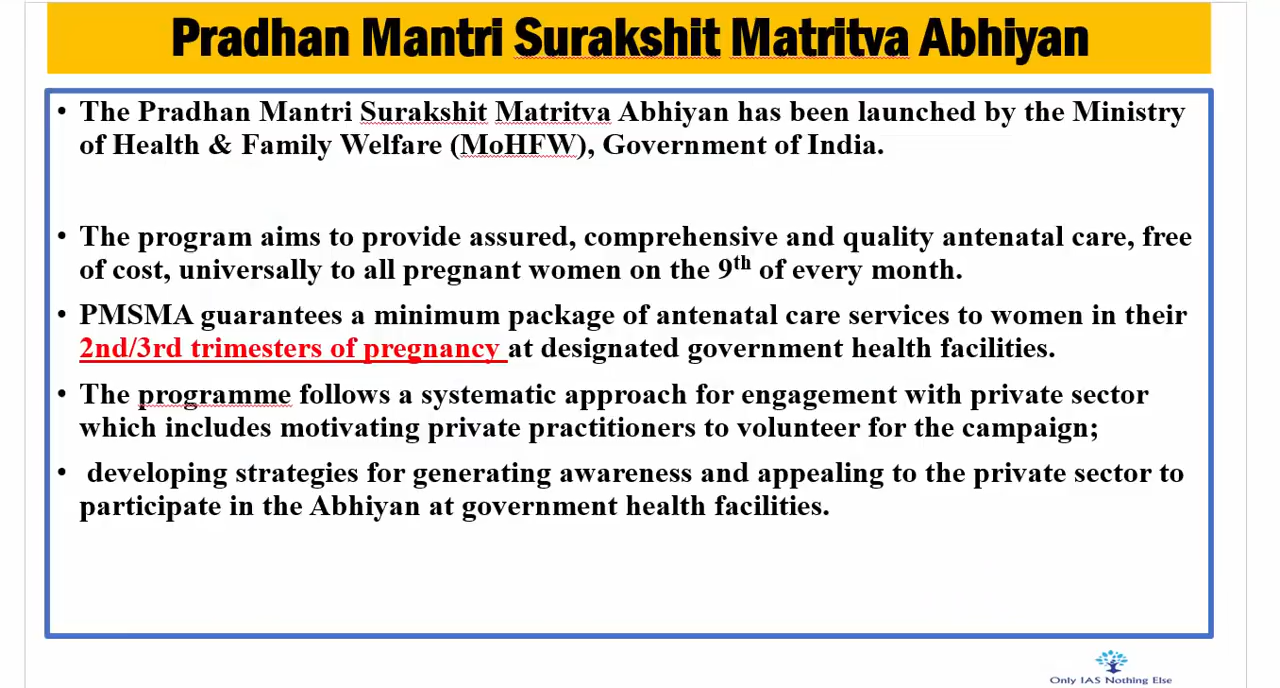 Pradhan Mantri Surakshit Matritva Abhiyan
• The Pradhan Mantri Surakshit Matritva Abhiyan has been launched by the Ministry
of Health & Family Welfare (MoHFW), Government of India.
• The program aims to provide assured, comprehensive and quality antenatal care, free
of cost, universally to all pregnant women on the 9th of every month.
• PMSMA guarantees a minimum package of antenatal care services to women in their
2nd/3rd trimesters of pregnancy at designated government health facilities.
• The programme follows a systematic approach for engagement with private sector
which includes motivating private practitioners to volunteer for the campaign;
• developing strategies for generating awareness and appealing to the private sector to
participate in the Abhiyan at government health facilities.
Only IAS Nothing Else